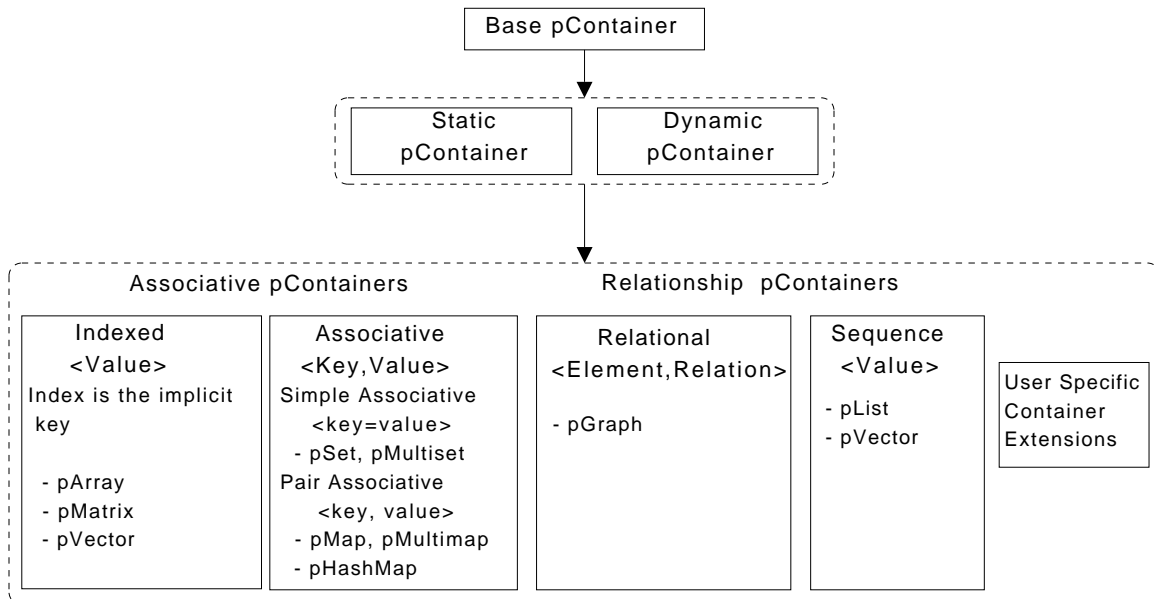 Base pContainer
Static
pContainer
Dynamic
pContainer
Associative pContainers
Relationship pContainers
Indexed
<Value>
Index is the implicit
key
- pArray
- pMatrix
- pVector
Associative
<Key,Value>
Simple Associative
<key=value>
- pSet, pMultiset
Pair Associative
<key, value>
- pMap, pMultimap
- pHashMap
Relational
<Element,Relation>
- pGraph
Sequence
<Value>
- pList
- pVector
User Specific
Container
Extensions